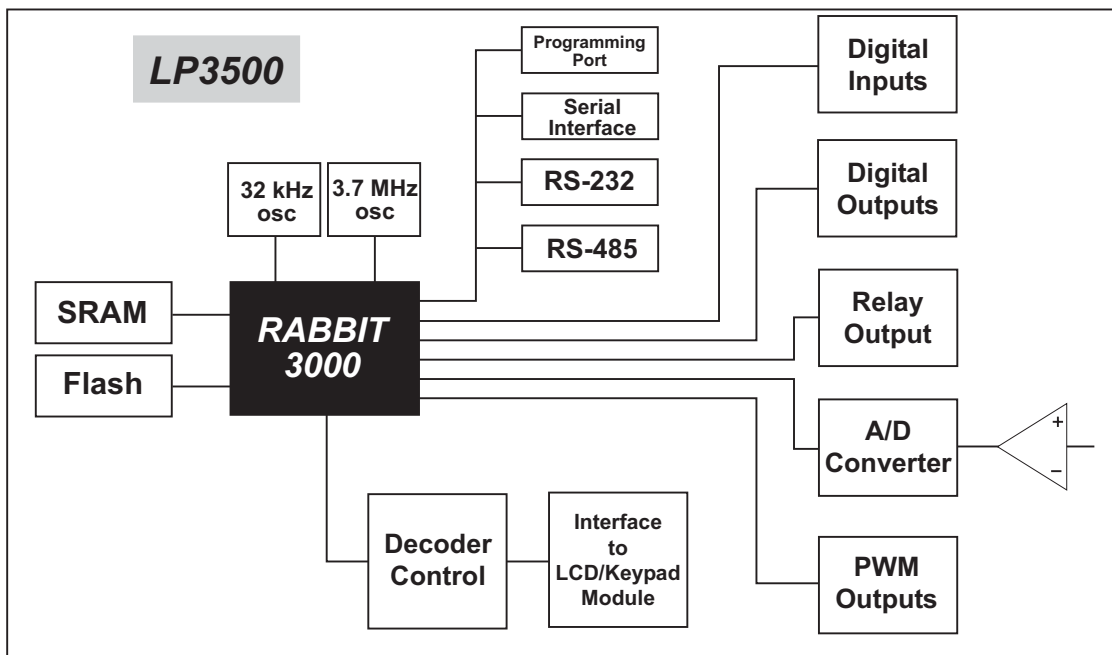 LP3500
Programming
Port
Serial
Interface
RS-232
RS-485
32 kHz
osc
3.7 MHz
osc
SRAM
Flash
RABBIT
3000
Decoder
Control
Interface
to
LCD/Keypad
Module
Digital
Inputs
Digital
Outputs
Relay
Output
A/D
Converter
+
–
PWM
Outputs